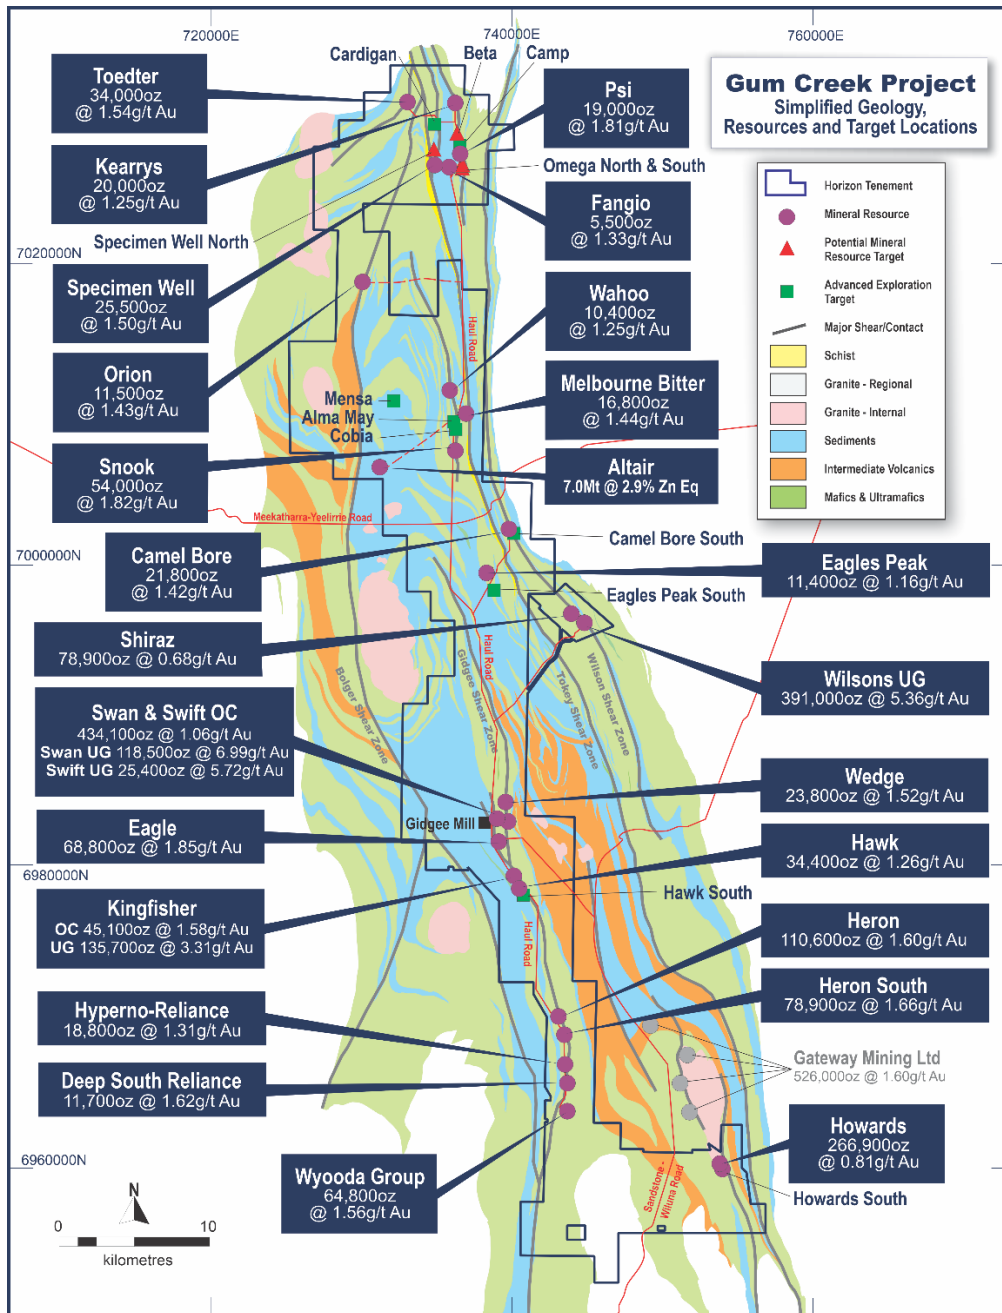 720000E
740000E
760000E
Cardigan
Beta
Camp
Gum Creek Project
Simplified Geology,
Resources and Target Locations
Toedter
34,000oz
@ 1.54g/t Au
Psi
19,000oz
@ 1.81g/t Au
Kearrys
20,000oz
@ 1.25g/t Au
Omega North & South
Fangio
5,500oz
@ 1.33g/t Au
Specimen Well North
7020000N
Specimen Well
25,500oz
@ 1.50g/t Au
Wahoo
10,400oz
@ 1.25g/t Au
Haul Road
Orion
11,500oz
@ 1.43g/t Au
Melbourne Bitter
16,800oz
@ 1.44g/t Au
Mensa
Alma May
Cobia
Snook
54,000oz
@ 1.82g/t Au
Altair
7.0Mt @ 2.9% Zn Eq
Meekatharra-Yeelirrie Road
Horizon Tenement
Mineral Resource
Potential Mineral
Resource Target
Advanced Exploration
Target
Major Shear/Contact
Schist
Granite - Regional
Granite - Internal
Sediments
Intermediate Volcanics
Mafics & Ultramafics
Camel Bore South
7000000N
Camel Bore
21,800oz
@ 1.42g/t Au
Eagles Peak
11,400oz @ 1.16g/t Au
Eagles Peak South
Shiraz
78,900oz @ 0.68g/t Au
Haul Road
Bolger Shear Zone
Gidgee Shear Zone
Tokey Shear Zone
Wilson Shear Zone
Wilsons UG
391,000oz @ 5.36g/t Au
Swan & Swift OC
434,100oz @ 1.06g/t Au
Swan UG 118,500oz @ 6.99g/t Au
Swift UG 25,400oz @ 5.72g/t Au
Wedge
23,800oz @ 1.52g/t Au
Gidgee Mill
Eagle
68,800oz @ 1.85g/t Au
Hawk
34,400oz @ 1.26g/t Au
6980000N
Hawk South
Kingfisher
OC 45,100oz @ 1.58g/t Au
UG 135,700oz @ 3.31g/t Au
Haul Road
Heron
110,600oz @ 1.60g/t Au
Heron South
78,900oz @ 1.66g/t Au
Hyperno-Reliance
18,800oz @ 1.31g/t Au
Gateway Mining Ltd
526,000oz @ 1.60g/t Au
Deep South Reliance
11,700oz @ 1.62g/t Au
Howards
266,900oz
@ 0.81g/t Au
6960000N
Wyooda Group
64,800oz
@ 1.56g/t Au
Sandstone -
Wiluna Road
Howards South
N
0
10
kilometres